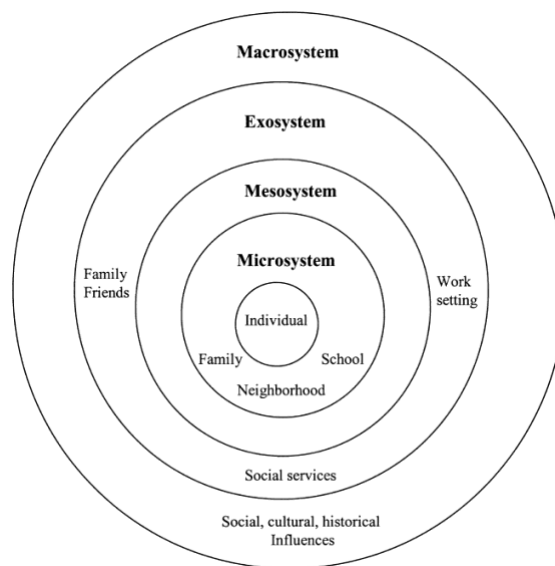 Macrosystem
Exosystem
Mesosystem
Microsystem
Family
Friends
Work
setting
Individual
Family
School
Neighborhood
Social services
Social, cultural, historical
Influences